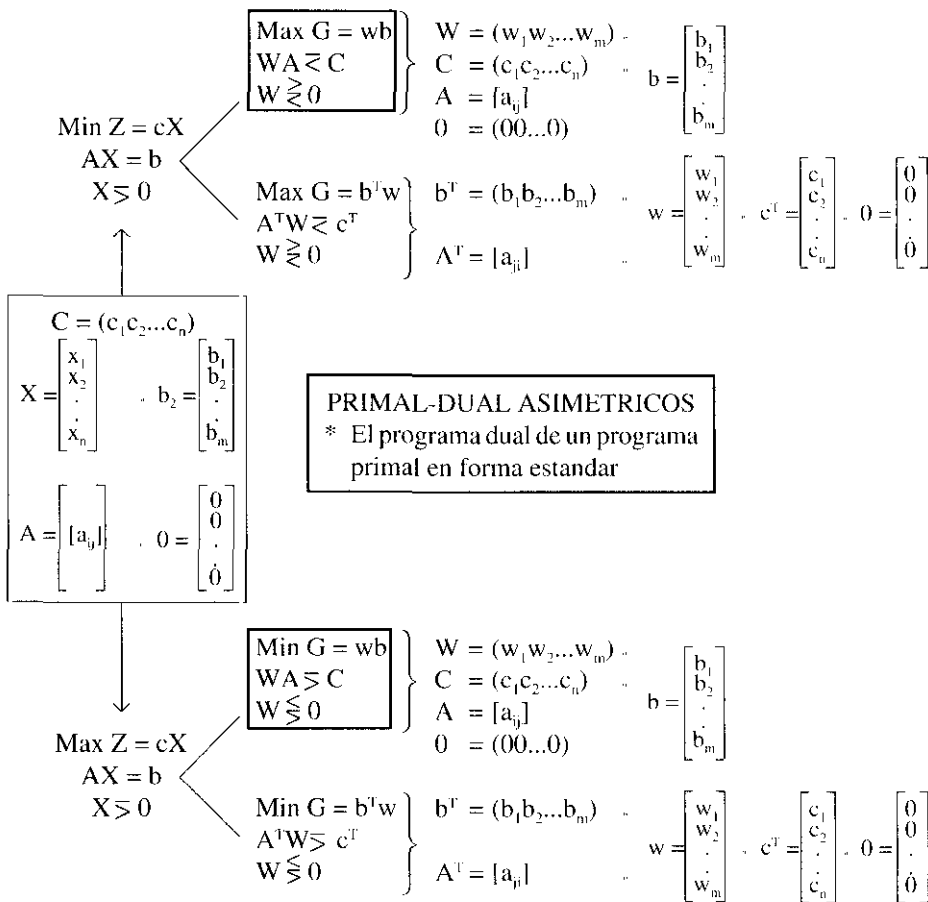 Max G = wb
WA ⋜ C
W ⋛ 0
W = (w₁w₂...wₘ)
C = (c₁c₂...cₙ)
A = [aᵢⱼ]
0 = (00...0)
b = [b₁ b₂ . . bₘ]
Min Z = cX
AX = b
X ⋝ 0
Max G = bᵀw
AᵀW ⋜ cᵀ
W ⋛ 0
bᵀ = (b₁b₂...bₘ)
Aᵀ = [aⱼᵢ]
w = [w₁ w₂ . . wₘ] . cᵀ = [c₁ c₂ . . cₙ] . 0 = [0 0 . . 0]
C = (c₁c₂...cₙ)
X = [x₁ x₂ . . xₙ] . b₂ = [b₁ b₂ . . bₘ]
A = [[aᵢⱼ]] . 0 = [0 0 . . 0]
PRIMAL-DUAL ASIMETRICOS
* El programa dual de un programa
primal en forma estandar
Min G = wb
WA ⋝ C
W ⋚ 0
W = (w₁w₂...wₘ)
C = (c₁c₂...cₙ)
A = [aᵢⱼ]
0 = (00...0)
b = [b₁ b₂ . . bₘ]
Max Z = cX
AX = b
X ⋝ 0
Min G = bᵀw
AᵀW ⋝ cᵀ
W ⋚ 0
bᵀ = (b₁b₂...bₘ)
Aᵀ = [aⱼᵢ]
w = [w₁ w₂ . . wₘ] . cᵀ = [c₁ c₂ . . cₙ] . 0 = [0 0 . . 0]